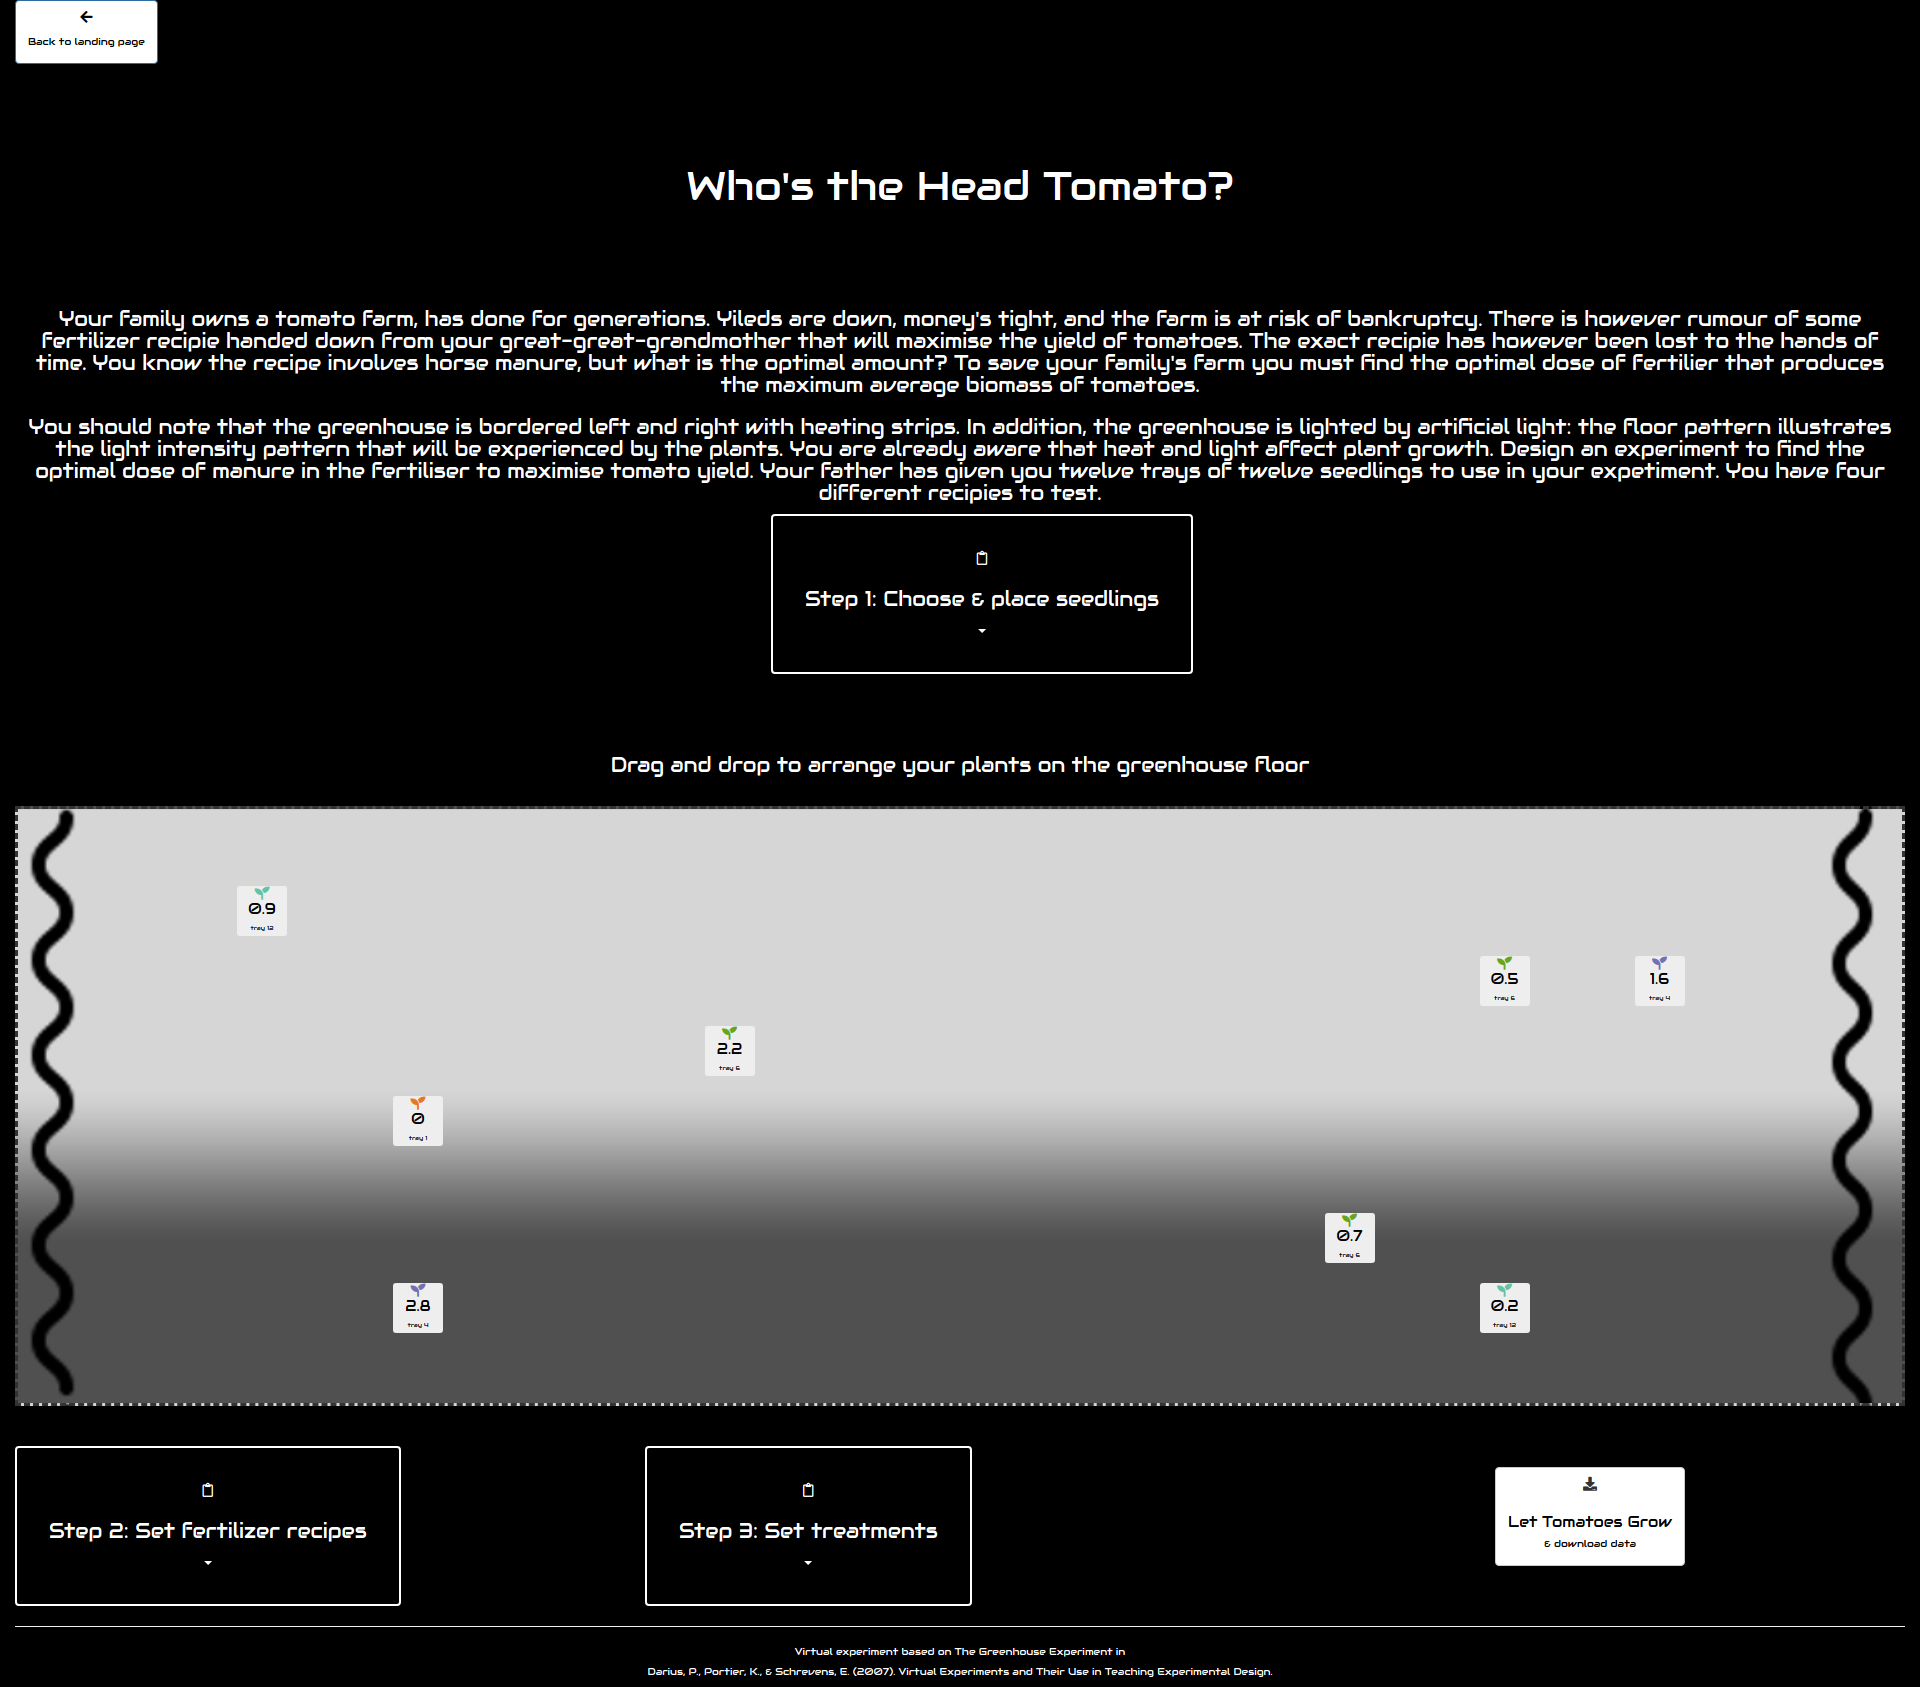 Back to landing page
Who's the Head Tomato?
Your family owns a tomato farm, has done for generations. Yileds are down, money's tight, and the farm is at risk of bankruptcy. There is however rumour of some
fertilizer recipie handed down from your great-great-grandmother that will maximise the yield of tomatoes. The exact recipie has however been lost to the hands of
time. You know the recipe involves horse manure, but what is the optimal amount? To save your family's farm you must find the optimal dose of fertilier that produces
the maximum average biomass of tomatoes.
You should note that the greenhouse is bordered left and right with heating strips. In addition, the greenhouse is lighted by artificial light: the floor pattern illustrates
the light intensity pattern that will be experienced by the plants. You are already aware that heat and light affect plant growth. Design an experiment to find the
optimal dose of manure in the fertiliser to maximise tomato yield. Your father has given you twelve trays of twelve seedlings to use in your expetiment. You have four
different recipies to test.
Step 1: Choose & place seedlings
Drag and drop to arrange your plants on the greenhouse floor
0.9
tray 12
0.5
tray 6
1.6
tray 4
2.2
tray 6
0
tray 1
0.7
tray 6
2.8
tray 4
0.2
tray 12
Step 2: Set fertilizer recipes
Step 3: Set treatments
Let Tomatoes Grow
& download data
Virtual experiment based on The Greenhouse Experiment in
Darius, P., Portier, K., & Schrevens, E. (2007). Virtual Experiments and Their Use in Teaching Experimental Design.